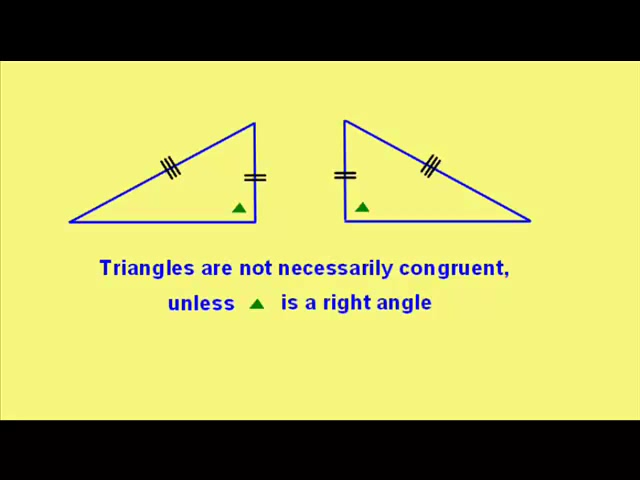 Triangles are not necessarily congruent,
unless ▲ is a right angle